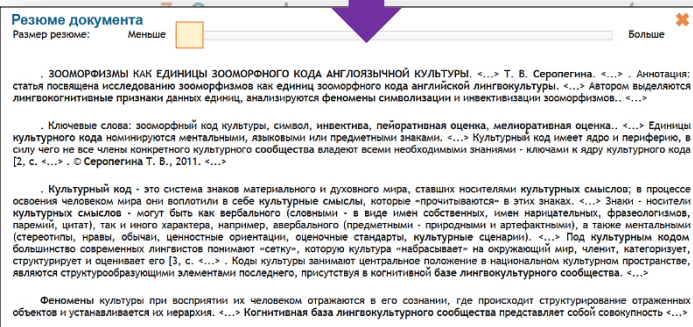 Резюме документа
Размер резюме: Меньше Больше
. ЗООМОРФИЗМЫ КАК ЕДИНИЦЫ ЗООМОРФНОГО КОДА АНГЛОЯЗЫЧНОЙ КУЛЬТУРЫ. <...> Т. В. Серопегина. <...> . Аннотация:
статья посвящена исследованию зооморфизмов как единиц зооморфного кода английской лингвокультуры. <...> Автором выделяются
лингвокогнитивные признаки данных единиц, анализируются феномены символизации и инвективизации зооморфизмов.. <...>
. Ключевые слова: зооморфный код культуры, символ, инвектива, пейоративная оценка, мелиоративная оценка.. <...> Единицы
культурного кода номинируются ментальными, языковыми или предметными знаками. <...> Культурный код имеет ядро и периферию, в
силу чего не все члены конкретного культурного сообщества владеют всеми необходимыми знаниями - ключами к ядру культурного кода
[2, с. <...> . © Серопегина Т. В., 2011. <...>
. Культурный код - это система знаков материального и духовного мира, ставших носителями культурных смыслов; в процессе
освоения человеком мира они воплотили в себе культурные смыслы, которые «прочитываются» в этих знаках. <...> Знаки - носители
культурных смыслов - могут быть как вербального (словными - в виде имен собственных, имен нарицательных, фразеологизмов,
паремий, цитат), так и иного характера, например, авербального (предметными - природными и артефактными), а также ментальными
(стереотипы, нравы, обычаи, ценностные ориентации, оценочные стандарты, культурные сценарии). <...> Под культурным кодом
большинство современных лингвистов понимают «сетку», которую культура «набрасывает» на окружающий мир, членит, категоризует,
структурирует и оценивает его [3, с. <...> . Коды культуры занимают центральное положение в национальном культурном пространстве,
являются структурообразующими элементами последнего, присутствуя в когнитивной базе лингвокультурного сообщества. <...>
Феномены культуры при восприятии их человеком отражаются в его сознании, где происходит структурирование отраженных
объектов и устанавливается их иерархия. <...> Когнитивная база лингвокультурного сообщества представляет собой совокупность <...>